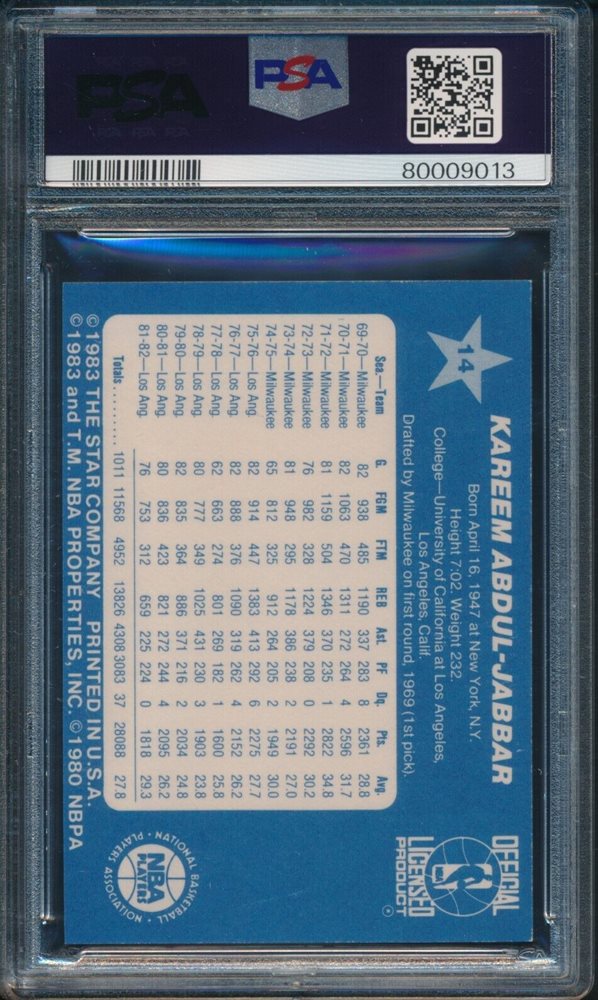 PSA
PSA
PSA PSA PSA
80009013
14
KAREEM ABDUL-JABBAR
Born April 16, 1947 at New York, N.Y.
Height 7:02. Weight 232.
College—University of California at Los Angeles,
Los Angeles, Calif.
Drafted by Milwaukee on first round, 1969 (1st pick).
OFFICIAL
LICENSED
PRODUCT
®
Sea.—Team G. FGM FTM REB Ast. PF Dq. Pts. Avg.
69-70—Milwaukee 82 938 485 1190 337 283 8 2361 28.8
70-71—Milwaukee 82 1063 470 1311 272 264 4 2596 31.7
71-72—Milwaukee 81 1159 504 1346 370 235 1 2822 34.8
72-73—Milwaukee 76 982 328 1224 379 208 0 2292 30.2
73-74—Milwaukee 81 948 295 1178 386 238 2 2191 27.0
74-75—Milwaukee 65 812 325 912 264 205 2 1949 30.0
75-76—Los Ang. 82 914 447 1383 413 292 6 2275 27.7
76-77—Los Ang. 82 888 376 1090 319 262 4 2152 26.2
77-78—Los Ang. 62 663 274 801 269 182 1 1600 25.8
78-79—Los Ang. 80 777 349 1025 431 230 3 1903 23.8
79-80—Los Ang. 82 835 364 886 371 216 2 2034 24.8
80-81—Los Ang. 80 836 423 821 272 244 4 2095 26.2
81-82—Los Ang. 76 753 312 659 225 224 0 1818 29.3
Totals.......... 1011 11568 4952 13826 4308 3083 37 28088 27.8
NATIONAL BASKETBALL
NBA
PLAYERS
PLAYERS ASSOCIATION
© 1983 THE STAR COMPANY PRINTED IN U.S.A.
© 1983 and T.M. NBA PROPERTIES, INC. © 1980 NBPA